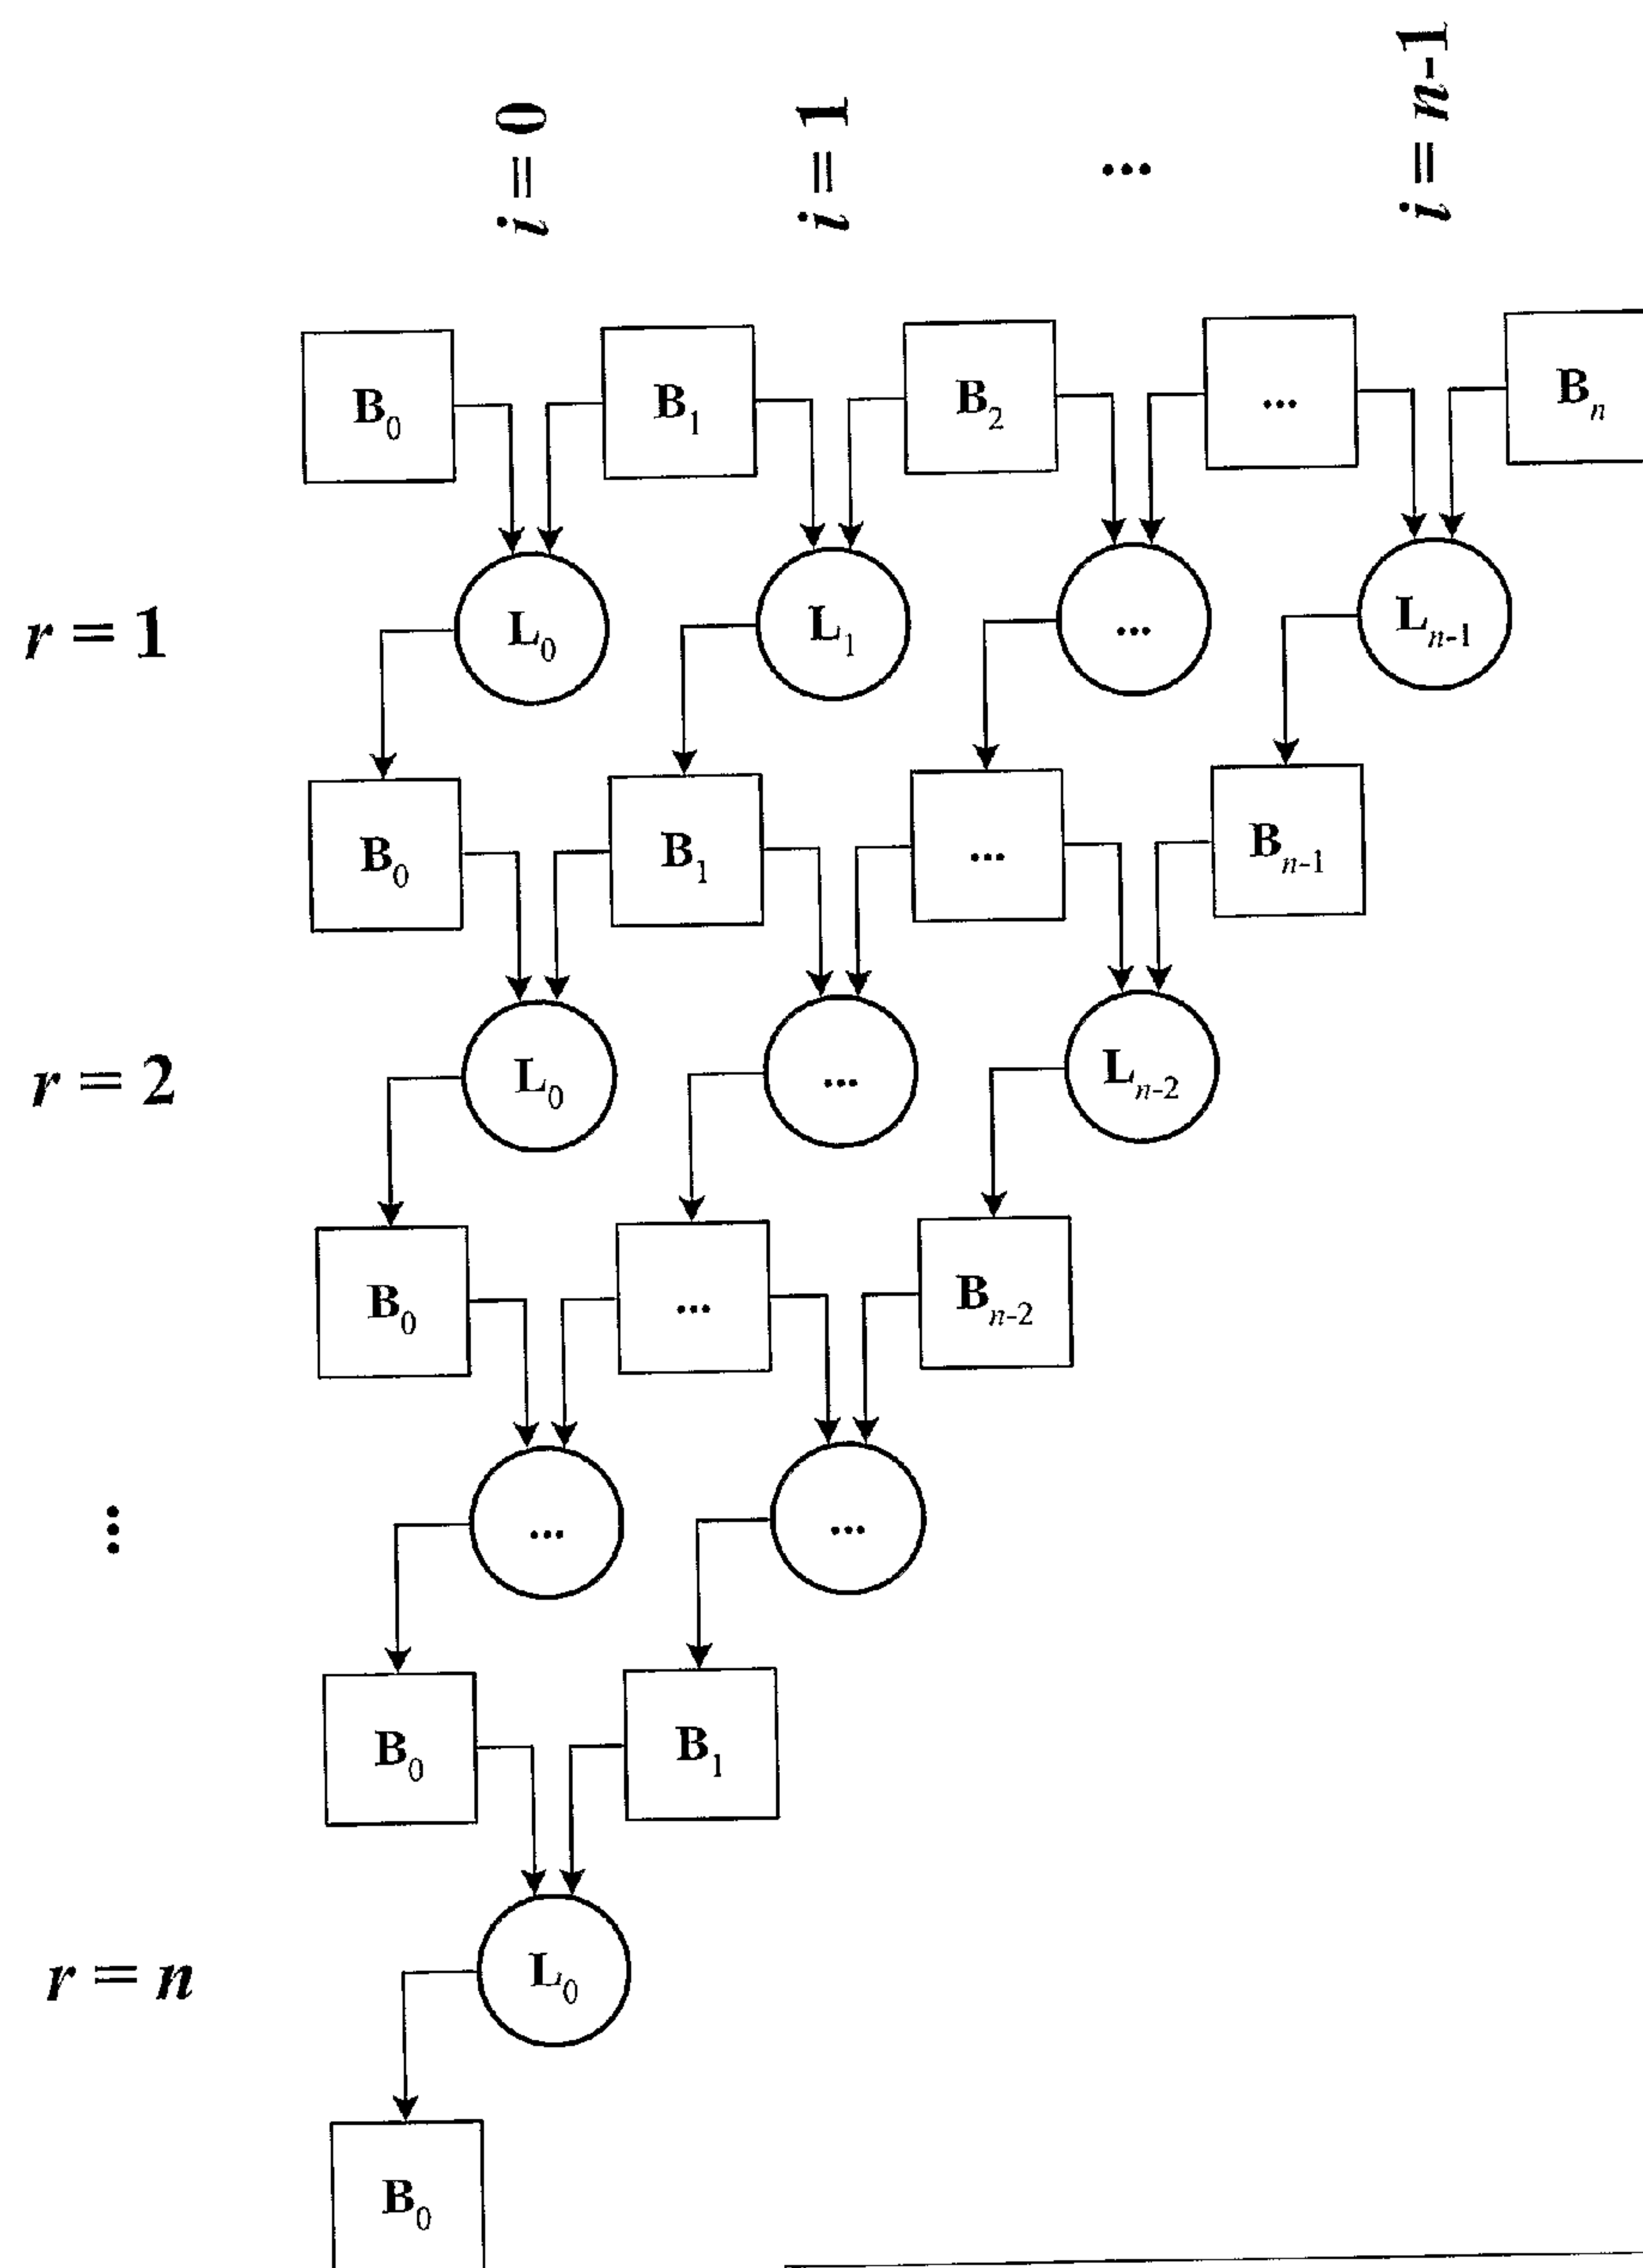 i = 0 i = 1 ... i = n-1
B0 B1 B2 ... Bn
r = 1 L0 L1 ... Ln-1
B0 B1 ... Bn-1
r = 2 L0 ... Ln-2
B0 ... Bn-2
... ... ...
B0 B1
r = n L0
B0